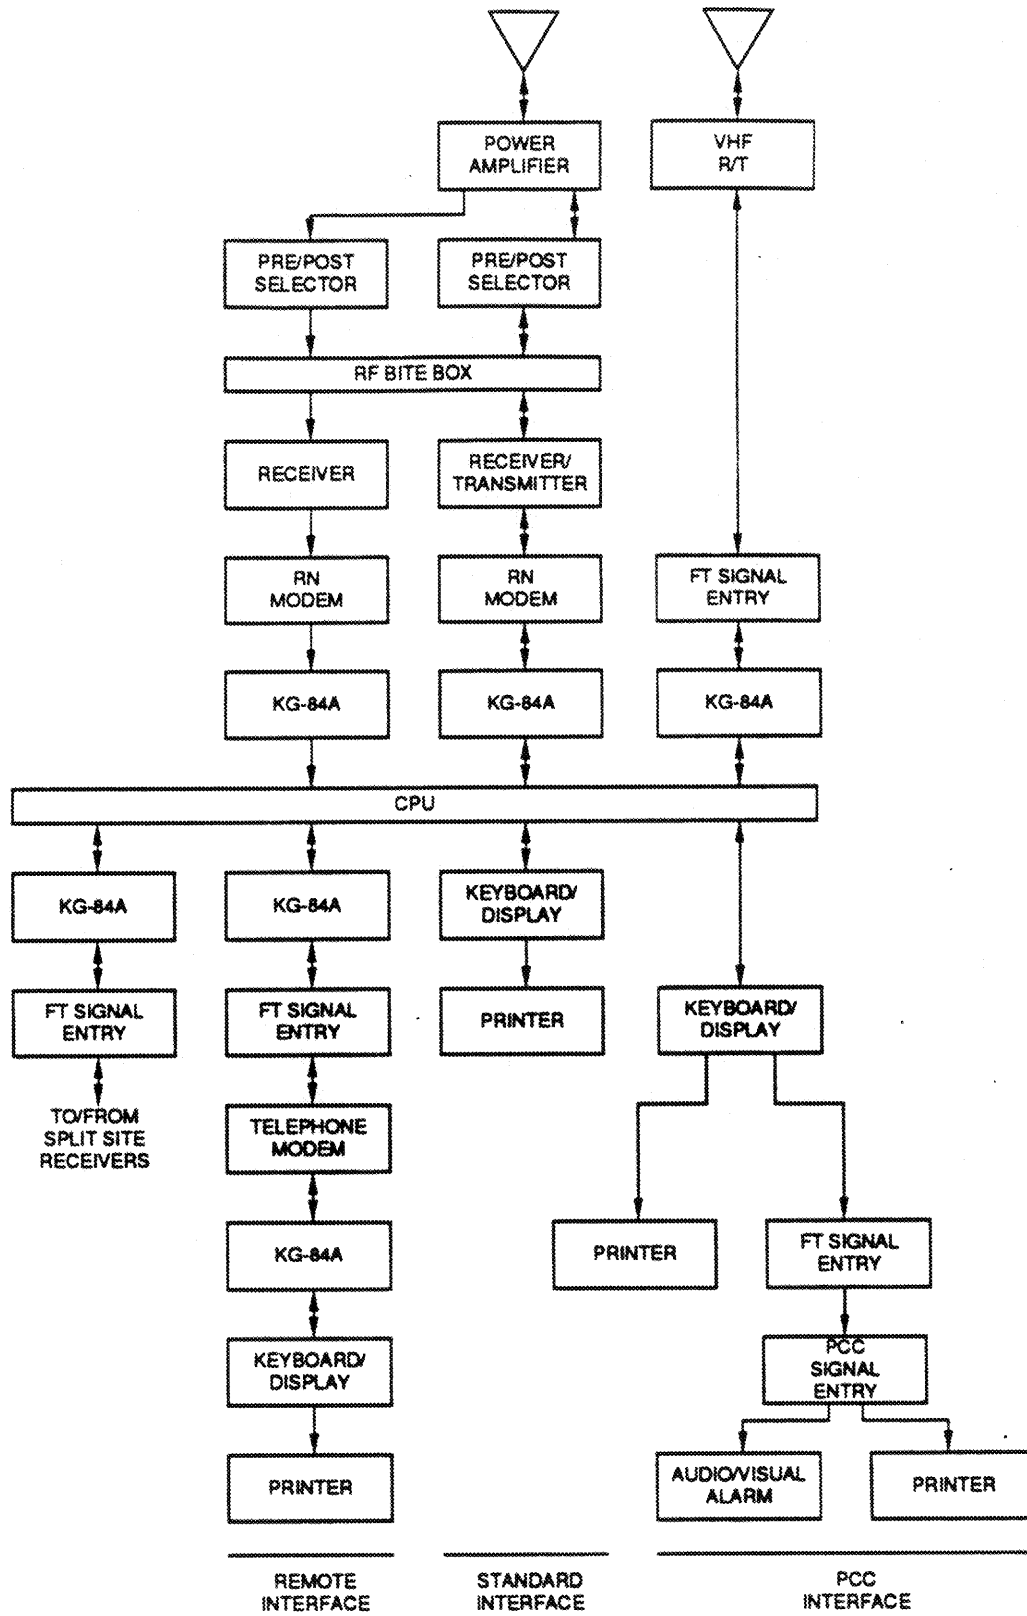 POWER
AMPLIFIER
VHF
R/T
PRE/POST
SELECTOR
PRE/POST
SELECTOR
RF BITE BOX
RECEIVER
RECEIVER/
TRANSMITTER
RN
MODEM
RN
MODEM
FT SIGNAL
ENTRY
KG-84A
KG-84A
KG-84A
CPU
KG-84A
KG-84A
KEYBOARD/
DISPLAY
FT SIGNAL
ENTRY
FT SIGNAL
ENTRY
PRINTER
KEYBOARD/
DISPLAY
TO/FROM
SPLIT SITE
RECEIVERS
TELEPHONE
MODEM
KG-84A
PRINTER
FT SIGNAL
ENTRY
KEYBOARD/
DISPLAY
PCC
SIGNAL
ENTRY
PRINTER
AUDIO/VISUAL
ALARM
PRINTER
REMOTE
INTERFACE
STANDARD
INTERFACE
PCC
INTERFACE